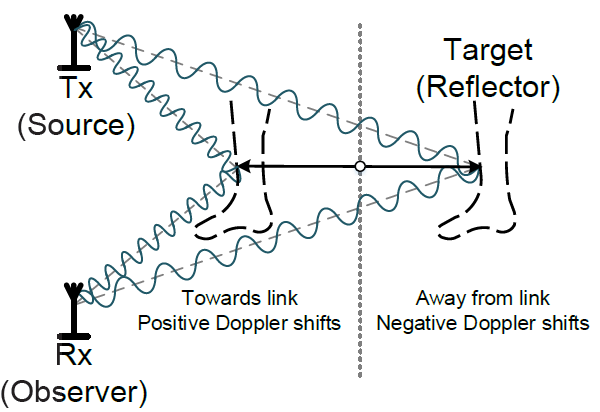 Tx
(Source)
Target
(Reflector)
Towards link
Positive Doppler shifts
Away from link
Negative Doppler shifts
Rx
(Observer)